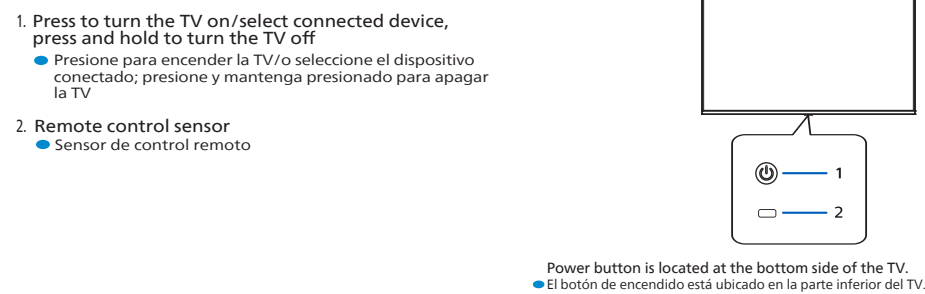 1. Press to turn the TV on/select connected device,
press and hold to turn the TV off
Presione para encender la TV/o seleccione el dispositivo
conectado; presione y mantenga presionado para apagar
la TV
2. Remote control sensor
Sensor de control remoto
1
2
Power button is located at the bottom side of the TV.
El botón de encendido está ubicado en la parte inferior del TV.